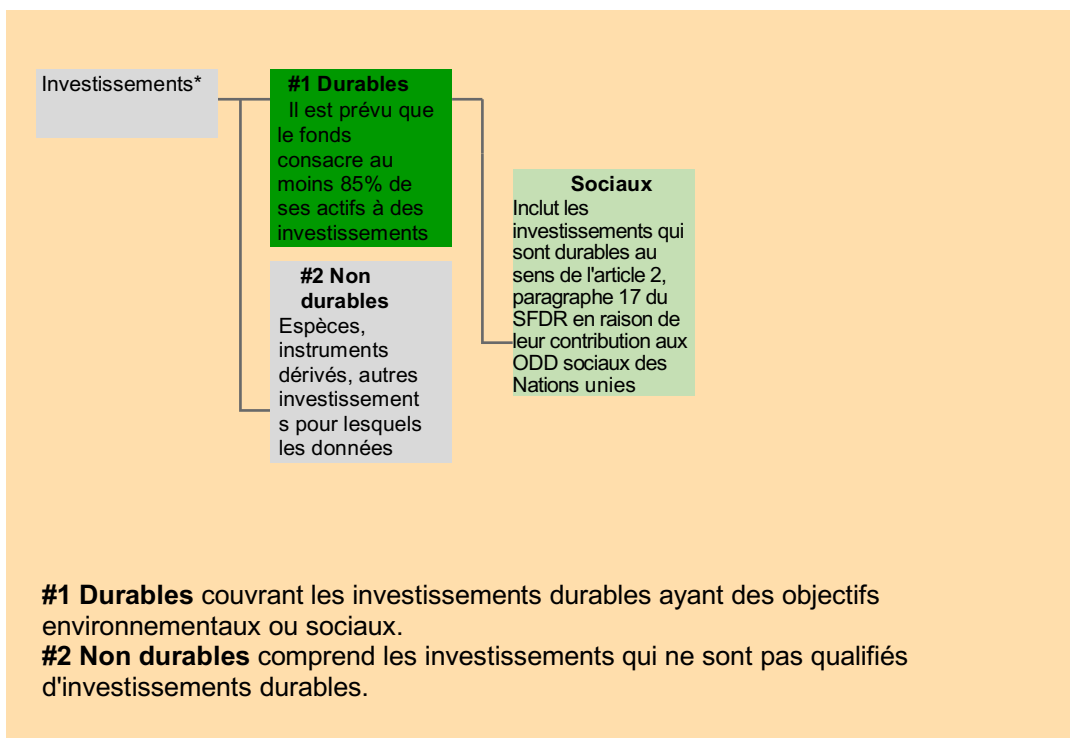 Investissements*
#1 Durables
Il est prévu que
le fonds
consacre au
moins 85% de
ses actifs à des
investissements
#2 Non
durables
Espèces,
instruments
dérivés, autres
investissement
s pour lesquels
les données
Sociaux
Inclut les
investissements qui
sont durables au
sens de l'article 2,
paragraphe 17 du
SFDR en raison de
leur contribution aux
ODD sociaux des
Nations unies
#1 Durables couvrant les investissements durables ayant des objectifs
environnementaux ou sociaux.
#2 Non durables comprend les investissements qui ne sont pas qualifiés
d'investissements durables.